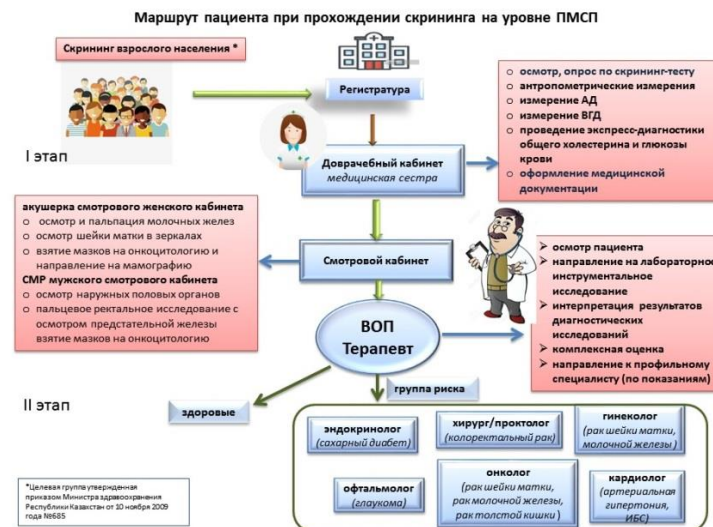 Маршрут пациента при прохождении скрининга на уровне ПМСП
Скрининг взрослого населения *
Регистратура
o осмотр, опрос по скрининг-тесту
o антропометрические измерения
o измерение АД
o измерение ВГД
o проведение экспресс-диагностики
общего холестерина и глюкозы
крови
o оформление медицинской
документации
I этап
Доврачебный кабинет
медицинская сестра
акушерка смотрового женского кабинета
o осмотр и пальпация молочных желез
o осмотр шейки матки в зеркалах
o взятие мазков на онкоцитологию и
направление на мамографию
СМР мужского смотрового кабинета
o осмотр наружных половых органов
o пальцевое ректальное исследование с
осмотром предстательной железы
взятие мазков на онкоцитологию
Смотровой кабинет
➢ осмотр пациента
➢ направление на лабораторное
инструментальное
исследование
➢ интерпретация результатов
диагностических
исследований
➢ комплексная оценка
➢ направление к профильному
специалисту (по показаниям)
ВОП
Терапевт
II этап
здоровые
группа риска
эндокринолог
(сахарный диабет)
хирург/проктолог
(колоректальный рак)
гинеколог
(рак шейки матки,
молочной железы)
офтальмолог
(глаукома)
онколог
(рак шейки матки,
рак молочной железы,
рак толстой кишки )
кардиолог
(артериальная
гипертония,
ИБС)
*Целевая группа утвержденная
приказом Министра здравоохранения
Республики Казахстан от 10 ноября 2009
года №685